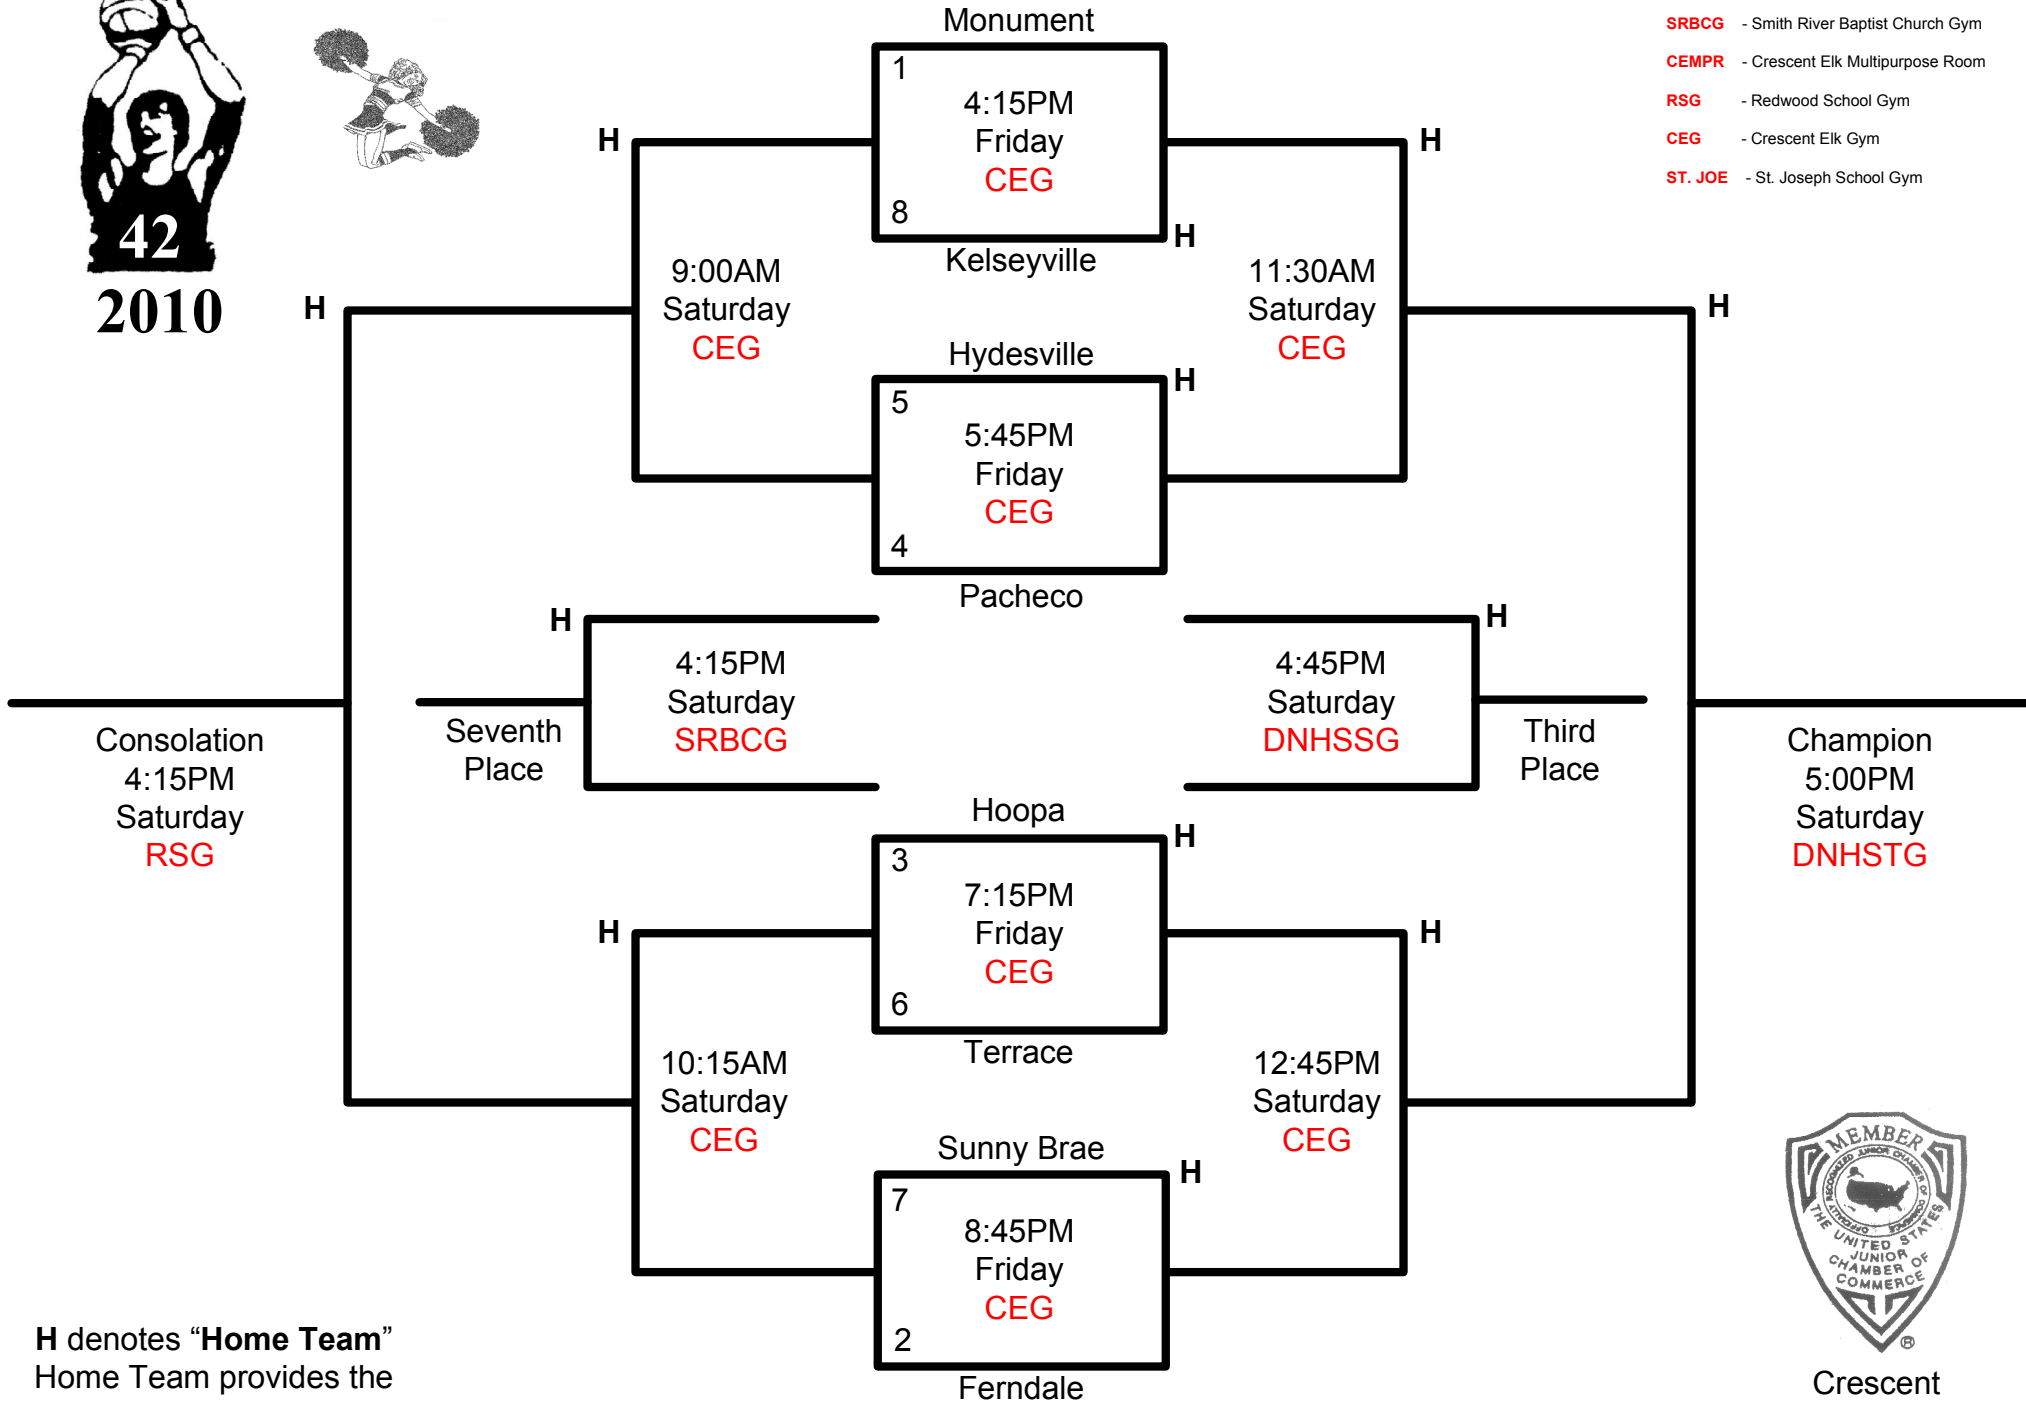 42
2010
SRBCG - Smith River Baptist Church Gym
CEMPR - Crescent Elk Multipurpose Room
RSG - Redwood School Gym
CEG - Crescent Elk Gym
ST. JOE - St. Joseph School Gym
Monument
1
4:15PM
Friday
CEG
8
H
Kelseyville
H
H
9:00AM
Saturday
CEG
11:30AM
Saturday
CEG
H
H
Hydesville
H
5
5:45PM
Friday
CEG
4
Pacheco
H
4:15PM
Saturday
SRBCG
Seventh
Place
H
4:45PM
Saturday
DNHSSG
Third
Place
Consolation
4:15PM
Saturday
RSG
Champion
5:00PM
Saturday
DNHSTG
Hoopa
H
3
7:15PM
Friday
CEG
6
Terrace
H
H
10:15AM
Saturday
CEG
12:45PM
Saturday
CEG
Sunny Brae
H
7
8:45PM
Friday
CEG
2
Ferndale
H denotes “Home Team”
Home Team provides the
MEMBER
OFFICIALLY RECOGNIZED JUNIOR CHAMBER OF COMMERCE
THE UNITED STATES
JUNIOR
CHAMBER OF
COMMERCE
®
Crescent